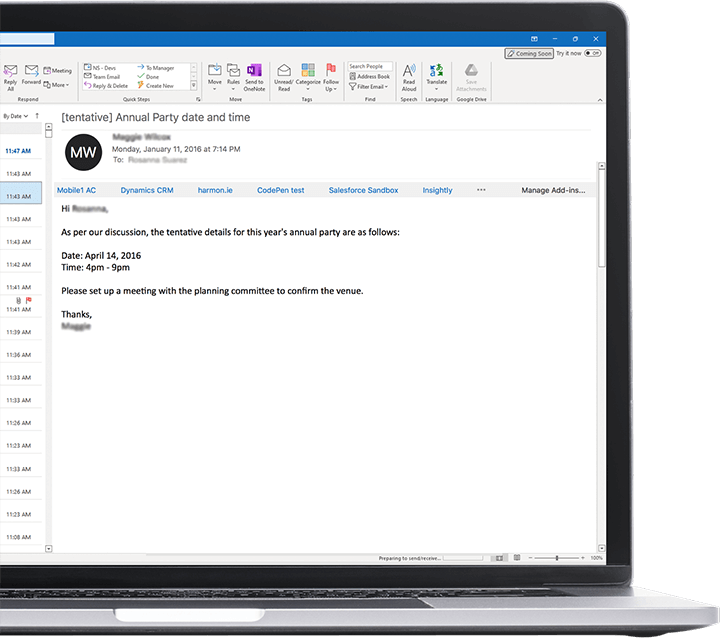 Coming Soon Try it now Off
Reply All
Forward
Meeting
More
Respond
NS - Devs
Team Email
Reply & Delete
To Manager
Done
Create New
Quick Steps
Move
Rules
Send to OneNote
Move
Unread/ Read
Categorize
Follow Up
Tags
Search People
Address Book
Filter Email
Find
Read Aloud
Speech
Translate
Language
Save Attachments
Google Drive
By Date
11:47 AM
11:43 AM
11:43 AM
11:43 AM
11:43 AM
11:42 AM
11:41 AM
11:41 AM
11:39 AM
11:36 AM
11:33 AM
11:33 AM
11:26 AM
11:23 AM
11:33 AM
11:26 AM
11:23 AM
11:08 AM
[tentative] Annual Party date and time
MW
Monday, January 11, 2016 at 7:14 PM
To:
Mobile1 AC Dynamics CRM harmon.ie CodePen test Salesforce Sandbox Insightly ••• Manage Add-ins...
Hi
As per our discussion, the tentative details for this year's annual party are as follows:
Date: April 14, 2016
Time: 4pm - 9pm
Please set up a meeting with the planning committee to confirm the venue.
Thanks,
Preparing to send/receive...
100%